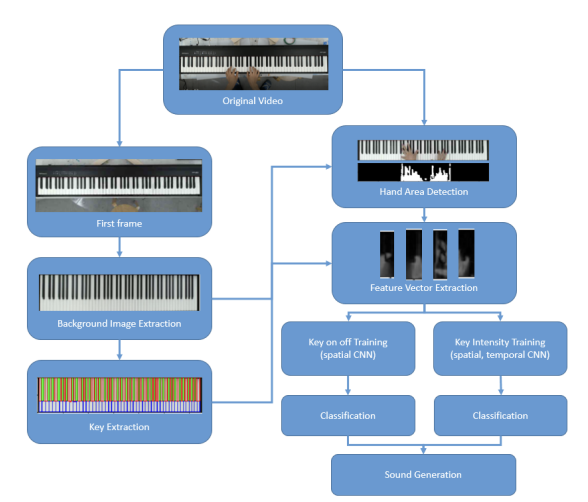 Original Video
First frame
Hand Area Detection
Background Image Extraction
Feature Vector Extraction
Key Extraction
Key on off Training
(spatial CNN)
Key Intensity Training
(spatial, temporal CNN)
Classification
Classification
Sound Generation